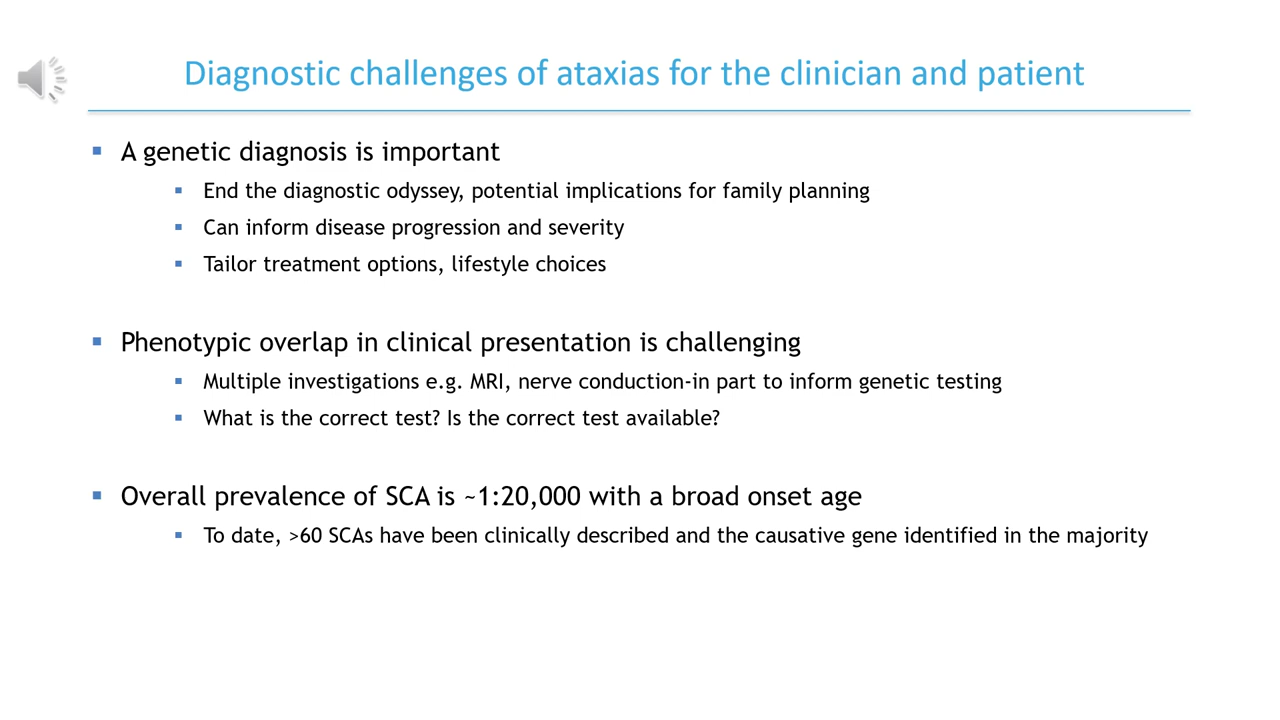 Diagnostic challenges of ataxias for the clinician and patient
A genetic diagnosis is important
End the diagnostic odyssey, potential implications for family planning
Can inform disease progression and severity
Tailor treatment options, lifestyle choices
Phenotypic overlap in clinical presentation is challenging
Multiple investigations e.g. MRI, nerve conduction-in part to inform genetic testing
What is the correct test? Is the correct test available?
Overall prevalence of SCA is ~1:20,000 with a broad onset age
To date, >60 SCAs have been clinically described and the causative gene identified in the majority